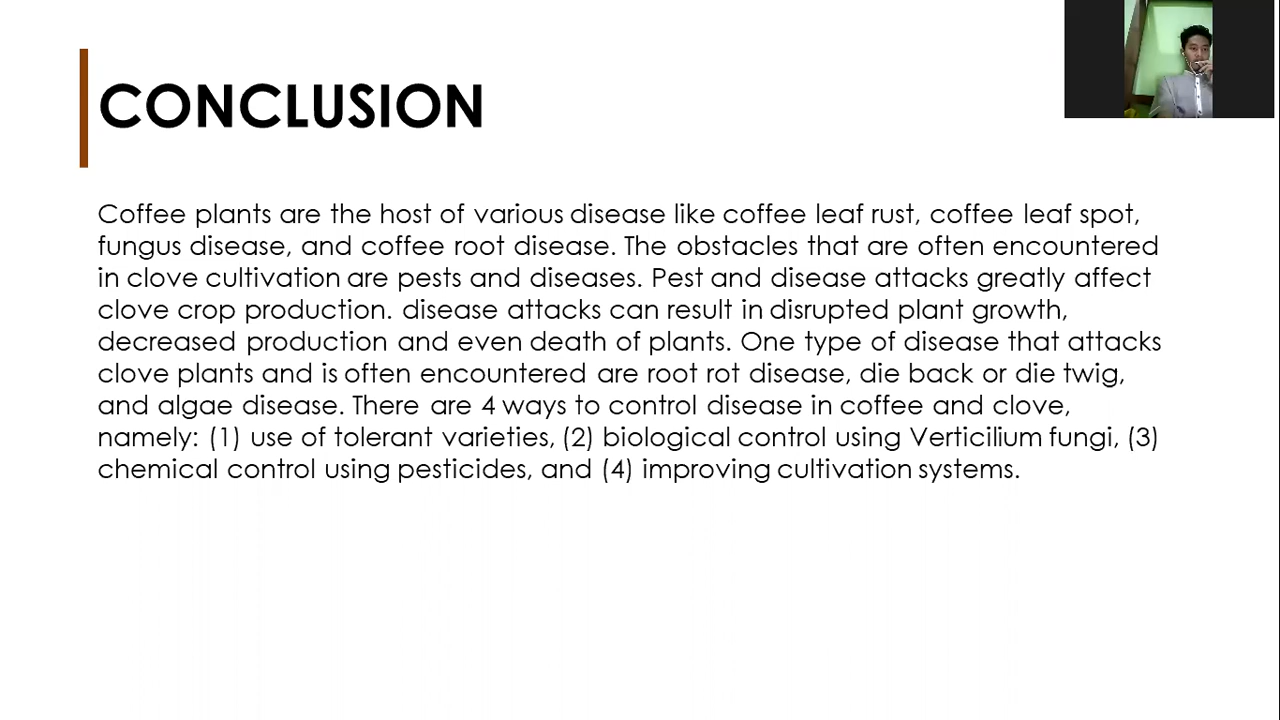 CONCLUSION
Coffee plants are the host of various disease like coffee leaf rust, coffee leaf spot,
fungus disease, and coffee root disease. The obstacles that are often encountered
in clove cultivation are pests and diseases. Pest and disease attacks greatly affect
clove crop production. disease attacks can result in disrupted plant growth,
decreased production and even death of plants. One type of disease that attacks
clove plants and is often encountered are root rot disease, die back or die twig,
and algae disease. There are 4 ways to control disease in coffee and clove,
namely: (1) use of tolerant varieties, (2) biological control using Verticilium fungi, (3)
chemical control using pesticides, and (4) improving cultivation systems.